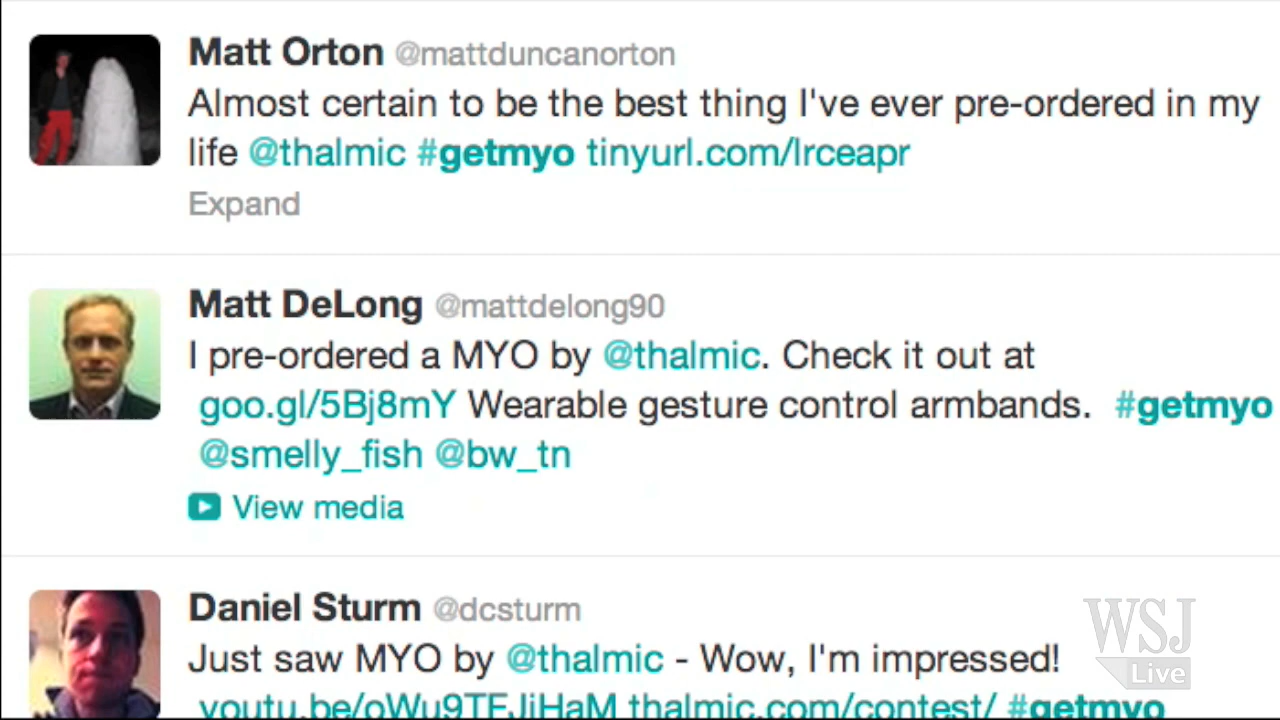 Matt Orton @mattduncanorton
Almost certain to be the best thing I've ever pre-ordered in my
life @thalmic #getmyo tinyurl.com/lrceapr
Expand
Matt DeLong @mattdelong90
I pre-ordered a MYO by @thalmic. Check it out at
goo.gl/5Bj8mY Wearable gesture control armbands. #getmyo
@smelly_fish @bw_tn
View media
Daniel Sturm @dcsturm
Just saw MYO by @thalmic - Wow, I'm impressed!
youtu.be/oWu9TFJiHaM thalmic.com/contest/ #getmyo
WSJ
Live